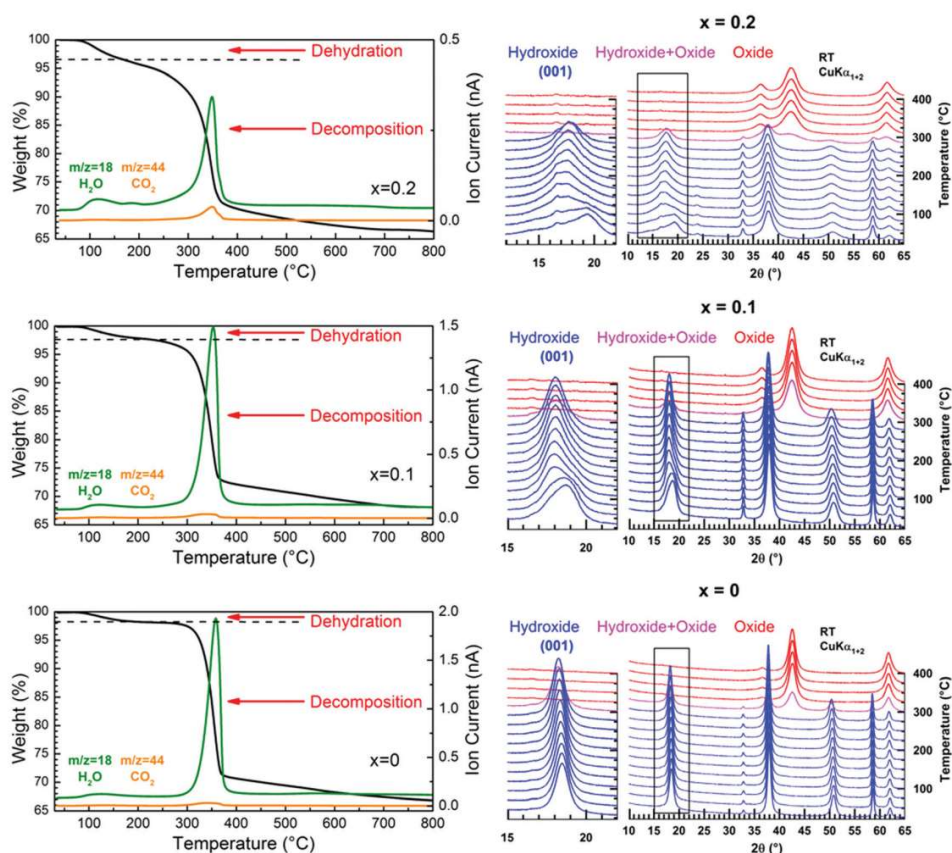 x = 0.2
100
95
90
85
80
75
70
65
Weight (%)
0.5
0.0
Ion Current (nA)
Dehydration
Decomposition
m/z=18
H₂O
m/z=44
CO₂
x=0.2
0 100 200 300 400 500 600 700 800
Temperature (°C)
Hydroxide
(001)
Hydroxide+Oxide
Oxide
RT
CuKα₁₊₂
400
300
200
100
Temperature (°C)
15 20
10 15 20 25 30 35 40 45 50 55 60 65
2θ (°)
x = 0.1
100
95
90
85
80
75
70
65
Weight (%)
1.5
1.0
0.5
0.0
Ion Current (nA)
Dehydration
Decomposition
m/z=18
H₂O
m/z=44
CO₂
x=0.1
0 100 200 300 400 500 600 700 800
Temperature (°C)
Hydroxide
(001)
Hydroxide+Oxide
Oxide
RT
CuKα₁₊₂
400
300
200
100
Temperature (°C)
15 20
10 15 20 25 30 35 40 45 50 55 60 65
2θ (°)
x = 0
100
95
90
85
80
75
70
65
Weight (%)
2.0
1.5
1.0
0.5
0.0
Ion Current (nA)
Dehydration
Decomposition
m/z=18
H₂O
m/z=44
CO₂
x=0
0 100 200 300 400 500 600 700 800
Temperature (°C)
Hydroxide
(001)
Hydroxide+Oxide
Oxide
RT
CuKα₁₊₂
400
300
200
100
Temperature (°C)
15 20
10 15 20 25 30 35 40 45 50 55 60 65
2θ (°)